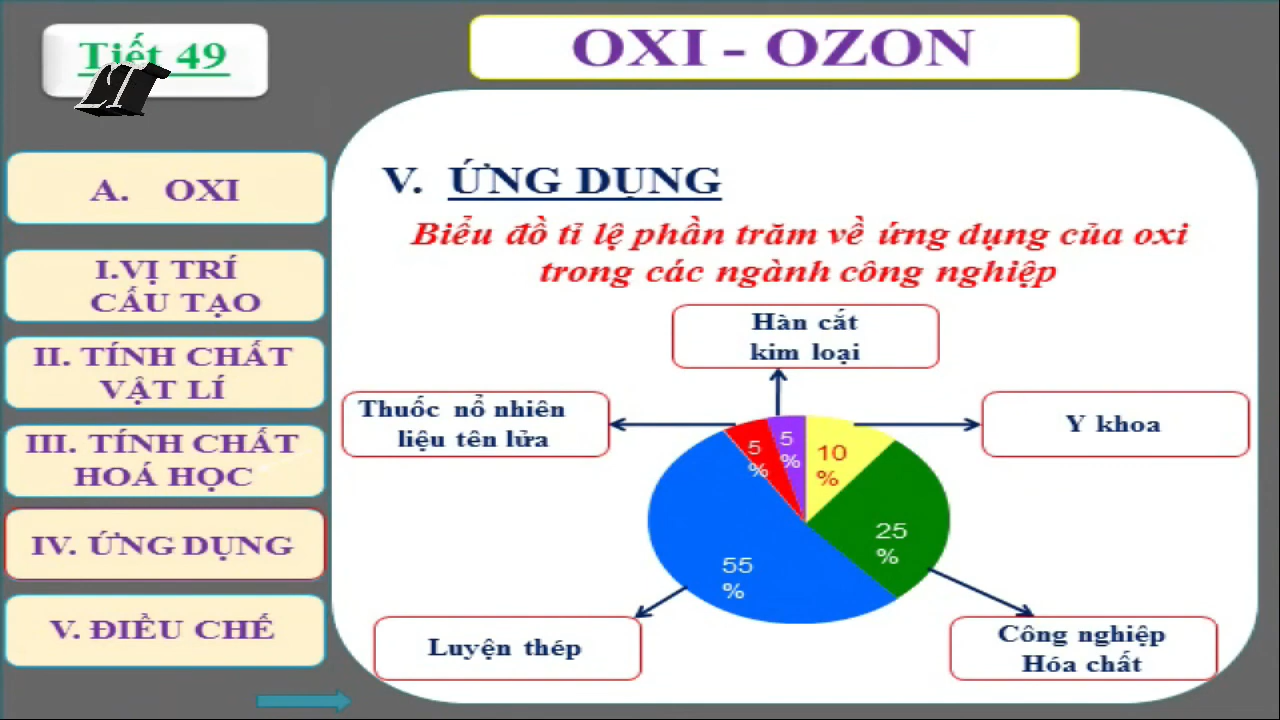 Tiết 49
OXI - OZON
A. OXI
I.VỊ TRÍ
CẤU TẠO
II. TÍNH CHẤT
VẬT LÍ
III. TÍNH CHẤT
HOÁ HỌC
IV. ỨNG DỤNG
V. ĐIỀU CHẾ
V. ỨNG DỤNG
Biểu đồ tỉ lệ phần trăm về ứng dụng của oxi
trong các ngành công nghiệp
Hàn cắt
kim loại
Thuốc nổ nhiên
liệu tên lửa
Y khoa
5
%
5
%
10
%
25
%
55
%
Luyện thép
Công nghiệp
Hóa chất